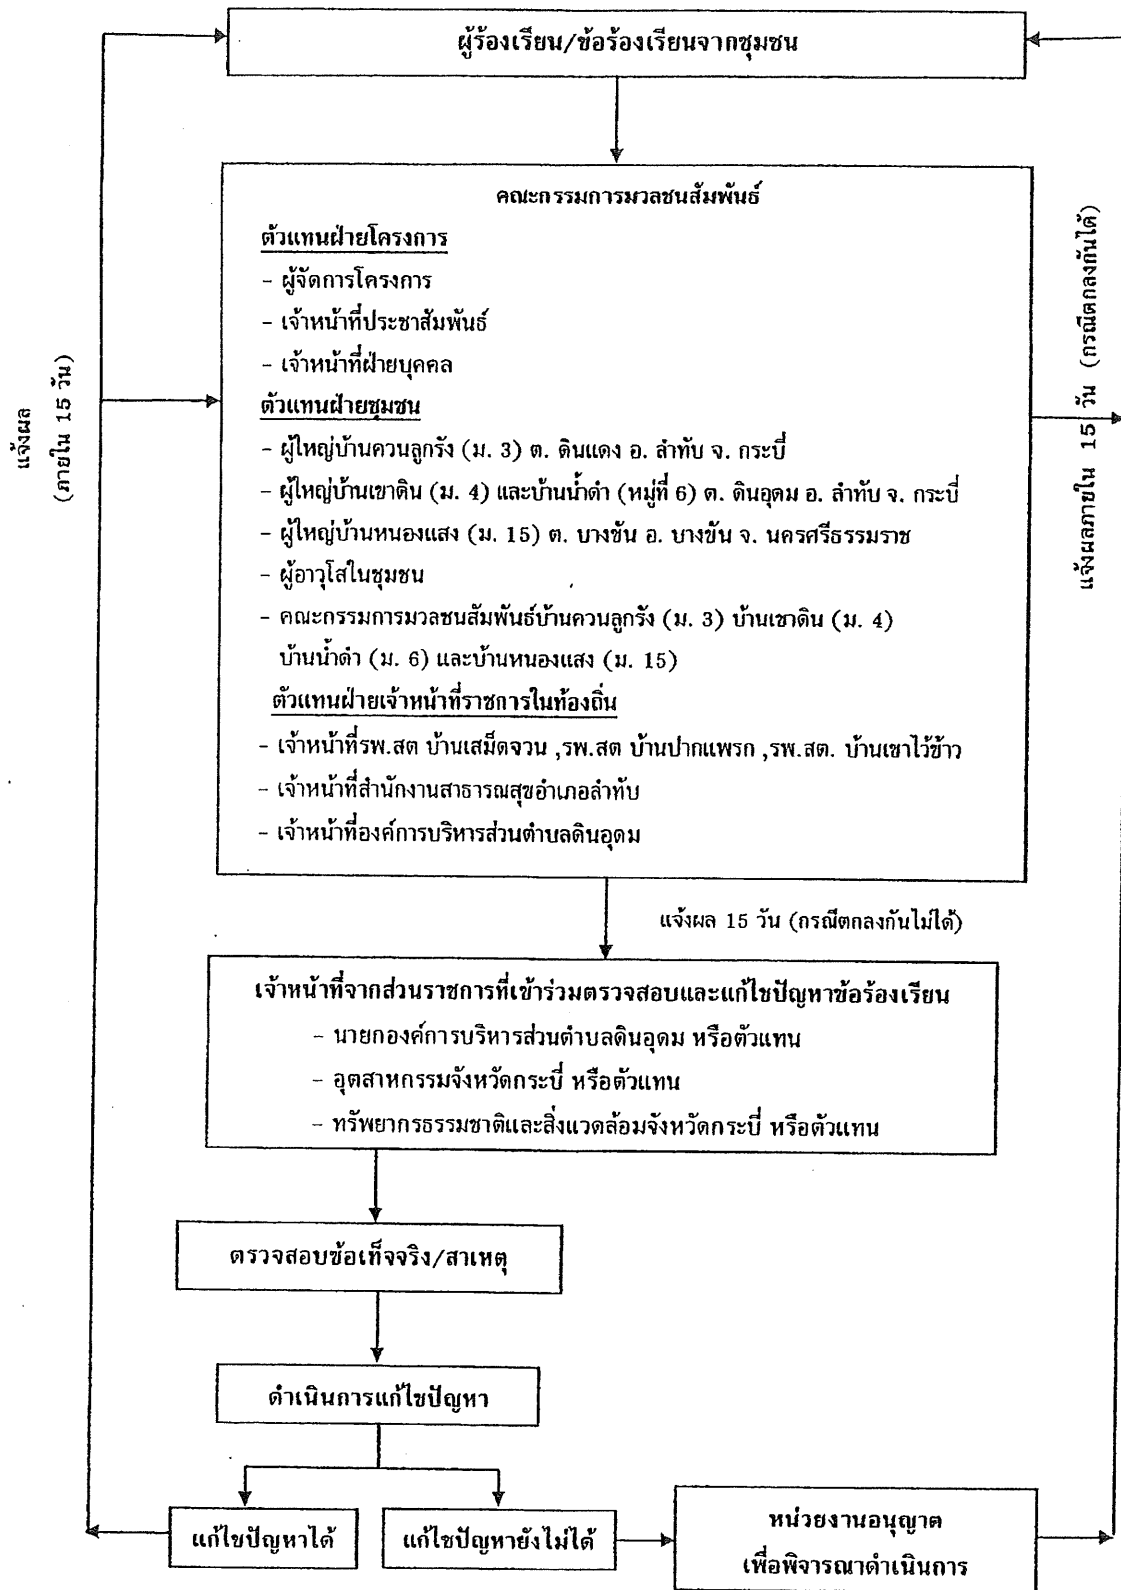 ผู้ร้องเรียน/ข้อร้องเรียนจากชุมชน
คณะกรรมการมวลชนสัมพันธ์
ตัวแทนฝ่ายโครงการ
- ผู้จัดการโครงการ
- เจ้าหน้าที่ประชาสัมพันธ์
- เจ้าหน้าที่ฝ่ายบุคคล
ตัวแทนฝ่ายชุมชน
- ผู้ใหญ่บ้านควนลูกรัง (ม. 3) ต. ดินแดง อ. ลำทับ จ. กระบี่
- ผู้ใหญ่บ้านเขาดิน (ม. 4) และบ้านน้ำดำ (หมู่ที่ 6) ต. ดินอุดม อ. ลำทับ จ. กระบี่
- ผู้ใหญ่บ้านหนองแสง (ม. 15) ต. บางขัน อ. บางขัน จ. นครศรีธรรมราช
- ผู้อาวุโสในชุมชน
- คณะกรรมการมวลชนสัมพันธ์บ้านควนลูกรัง (ม. 3) บ้านเขาดิน (ม. 4)
บ้านน้ำดำ (ม. 6) และบ้านหนองแสง (ม. 15)
ตัวแทนฝ่ายเจ้าหน้าที่ราชการในท้องถิ่น
- เจ้าหน้าที่รพ.สต บ้านเสม็ดจวน ,รพ.สต บ้านปากแพรก ,รพ.สต. บ้านเขาไว้ข้าว
- เจ้าหน้าที่สำนักงานสาธารณสุขอำเภอลำทับ
- เจ้าหน้าที่องค์การบริหารส่วนตำบลดินอุดม
แจ้งผล
(ภายใน 15 วัน)
แจ้งผลภายใน 15 วัน (กรณีตกลงกันได้)
แจ้งผล 15 วัน (กรณีตกลงกันไม่ได้)
เจ้าหน้าที่จากส่วนราชการที่เข้าร่วมตรวจสอบและแก้ไขปัญหาข้อร้องเรียน
- นายกองค์การบริหารส่วนตำบลดินอุดม หรือตัวแทน
- อุตสาหกรรมจังหวัดกระบี่ หรือตัวแทน
- ทรัพยากรธรรมชาติและสิ่งแวดล้อมจังหวัดกระบี่ หรือตัวแทน
ตรวจสอบข้อเท็จจริง/สาเหตุ
ดำเนินการแก้ไขปัญหา
แก้ไขปัญหาได้
แก้ไขปัญหายังไม่ได้
หน่วยงานอนุญาต
เพื่อพิจารณาดำเนินการ